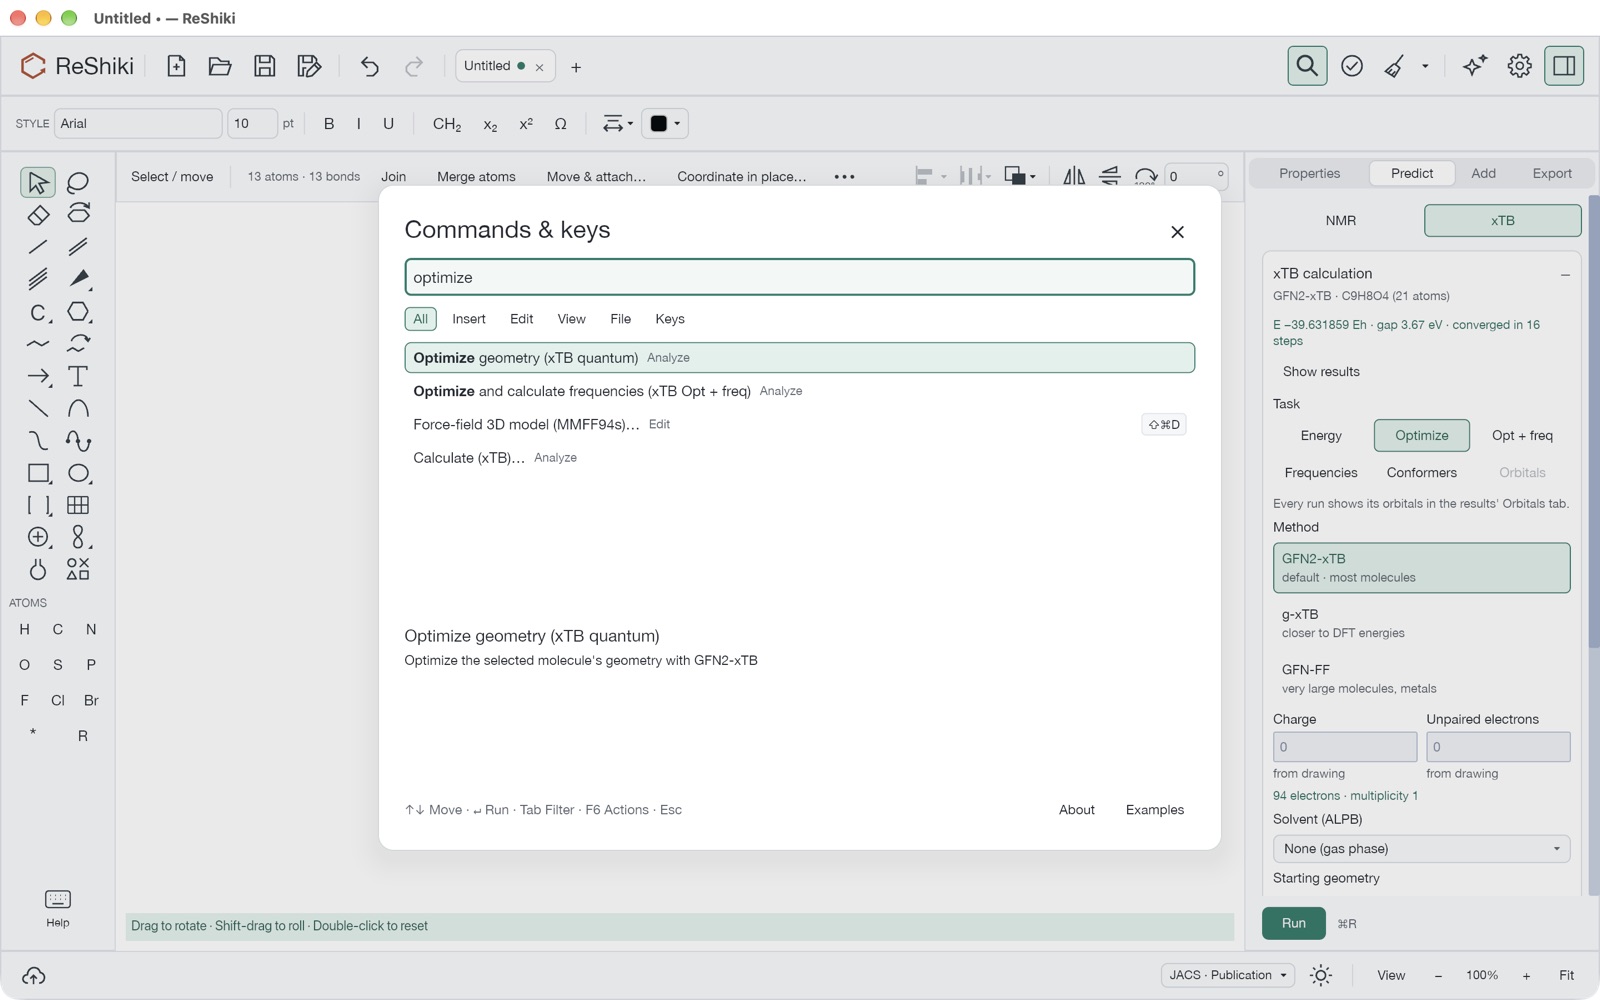 Untitled • — ReShiki
ReShiki
Untitled
STYLE Arial 10 pt B I U CH₂ x₂ x² Ω
Select / move 13 atoms · 13 bonds Join Merge atoms Move & attach... Coordinate in place... ••• 0 °
Properties Predict Add Export
NMR xTB
Commands & keys
optimize
All Insert Edit View File Keys
Optimize geometry (xTB quantum) Analyze
Optimize and calculate frequencies (xTB Opt + freq) Analyze
Force-field 3D model (MMFF94s)... Edit ⇧⌘D
Calculate (xTB)... Analyze
Optimize geometry (xTB quantum)
Optimize the selected molecule's geometry with GFN2-xTB
↑↓ Move · ↵ Run · Tab Filter · F6 Actions · Esc
About Examples
xTB calculation
GFN2-xTB · C9H8O4 (21 atoms)
E −39.631859 Eh · gap 3.67 eV · converged in 16
steps
Show results
Task
Energy Optimize Opt + freq
Frequencies Conformers Orbitals
Every run shows its orbitals in the results' Orbitals tab.
Method
GFN2-xTB
default · most molecules
g-xTB
closer to DFT energies
GFN-FF
very large molecules, metals
Charge Unpaired electrons
0 0
from drawing from drawing
94 electrons · multiplicity 1
Solvent (ALPB)
None (gas phase)
Starting geometry
Run ⌘R
C
T
ATOMS
H C N
O S P
F Cl Br
* R
Help
Drag to rotate · Shift-drag to roll · Double-click to reset
JACS · Publication View − 100% + Fit